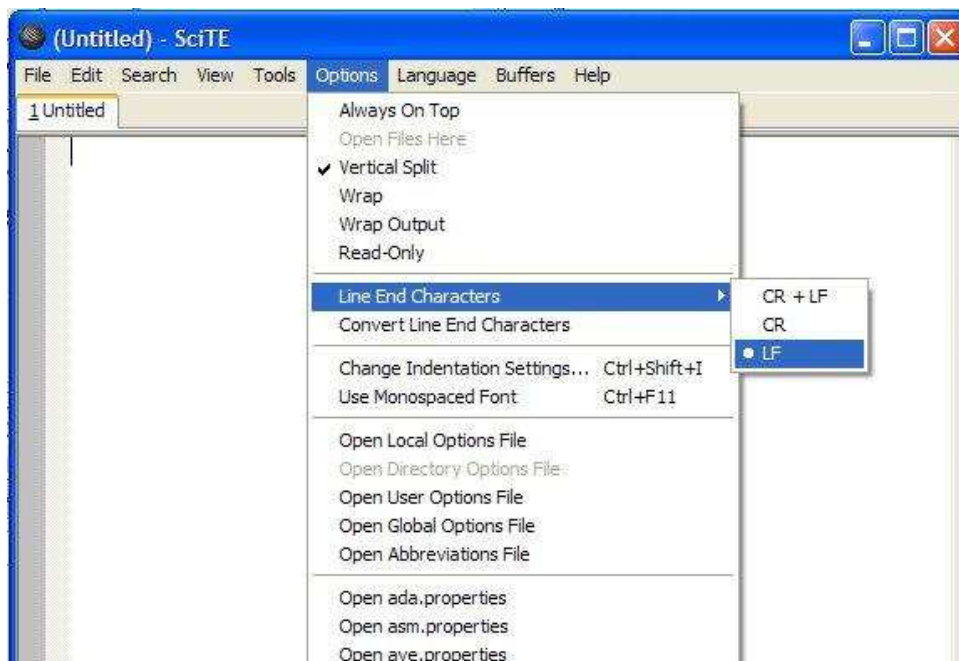 (Untitled) - SciTE
File Edit Search View Tools Options Language Buffers Help
1 Untitled
Always On Top
Open Files Here
Vertical Split
Wrap
Wrap Output
Read-Only
Line End Characters
CR + LF
Convert Line End Characters
CR
LF
Change Indentation Settings... Ctrl+Shift+I
Use Monospaced Font Ctrl+F11
Open Local Options File
Open Directory Options File
Open User Options File
Open Global Options File
Open Abbreviations File
Open ada.properties
Open asm.properties
Open ave.properties